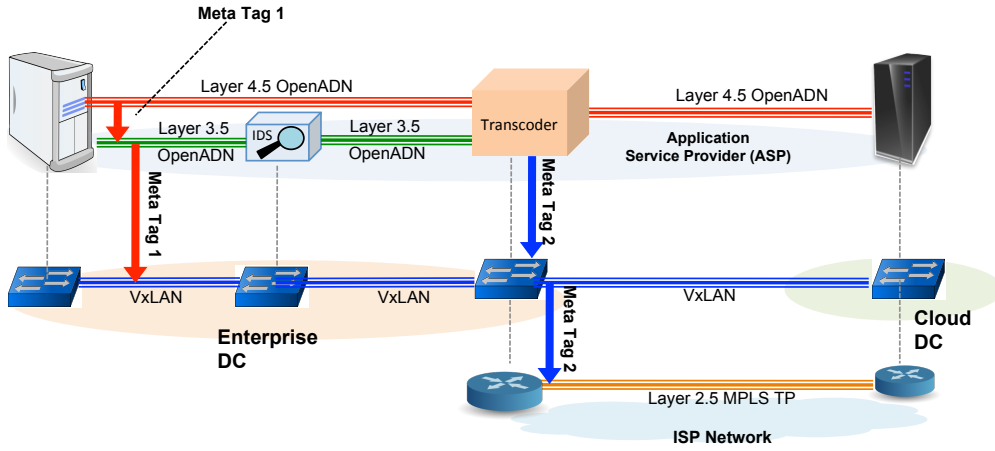 Meta Tag 1
Layer 4.5 OpenADN
Layer 4.5 OpenADN
Layer 3.5
OpenADN
IDS
Layer 3.5
OpenADN
Transcoder
Application
Service Provider (ASP)
Meta Tag 1
Meta Tag 2
VxLAN
VxLAN
VxLAN
Enterprise
DC
Meta Tag 2
Cloud
DC
Layer 2.5 MPLS TP
ISP Network